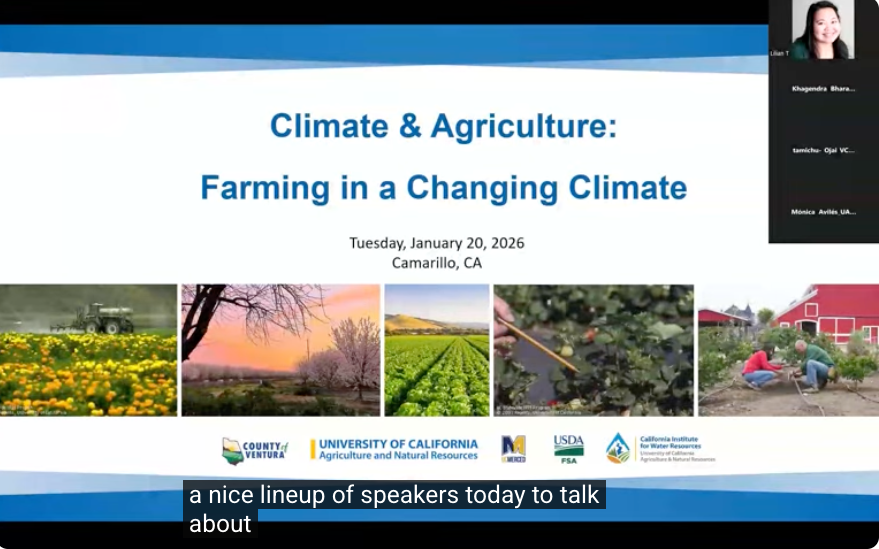 Climate & Agriculture:
Farming in a Changing Climate
Tuesday, January 20, 2026
Camarillo, CA
Lilian T
Khagendra Bhara...
tamichu- Ojai VC...
Mónica Avilés_UA...
COUNTY of
VENTURA
UNIVERSITY OF CALIFORNIA
Agriculture and Natural Resources
UC MERCED
USDA
FSA
California Institute
for Water Resources
University of California
Agriculture & Natural Resources
a nice lineup of speakers today to talk
about